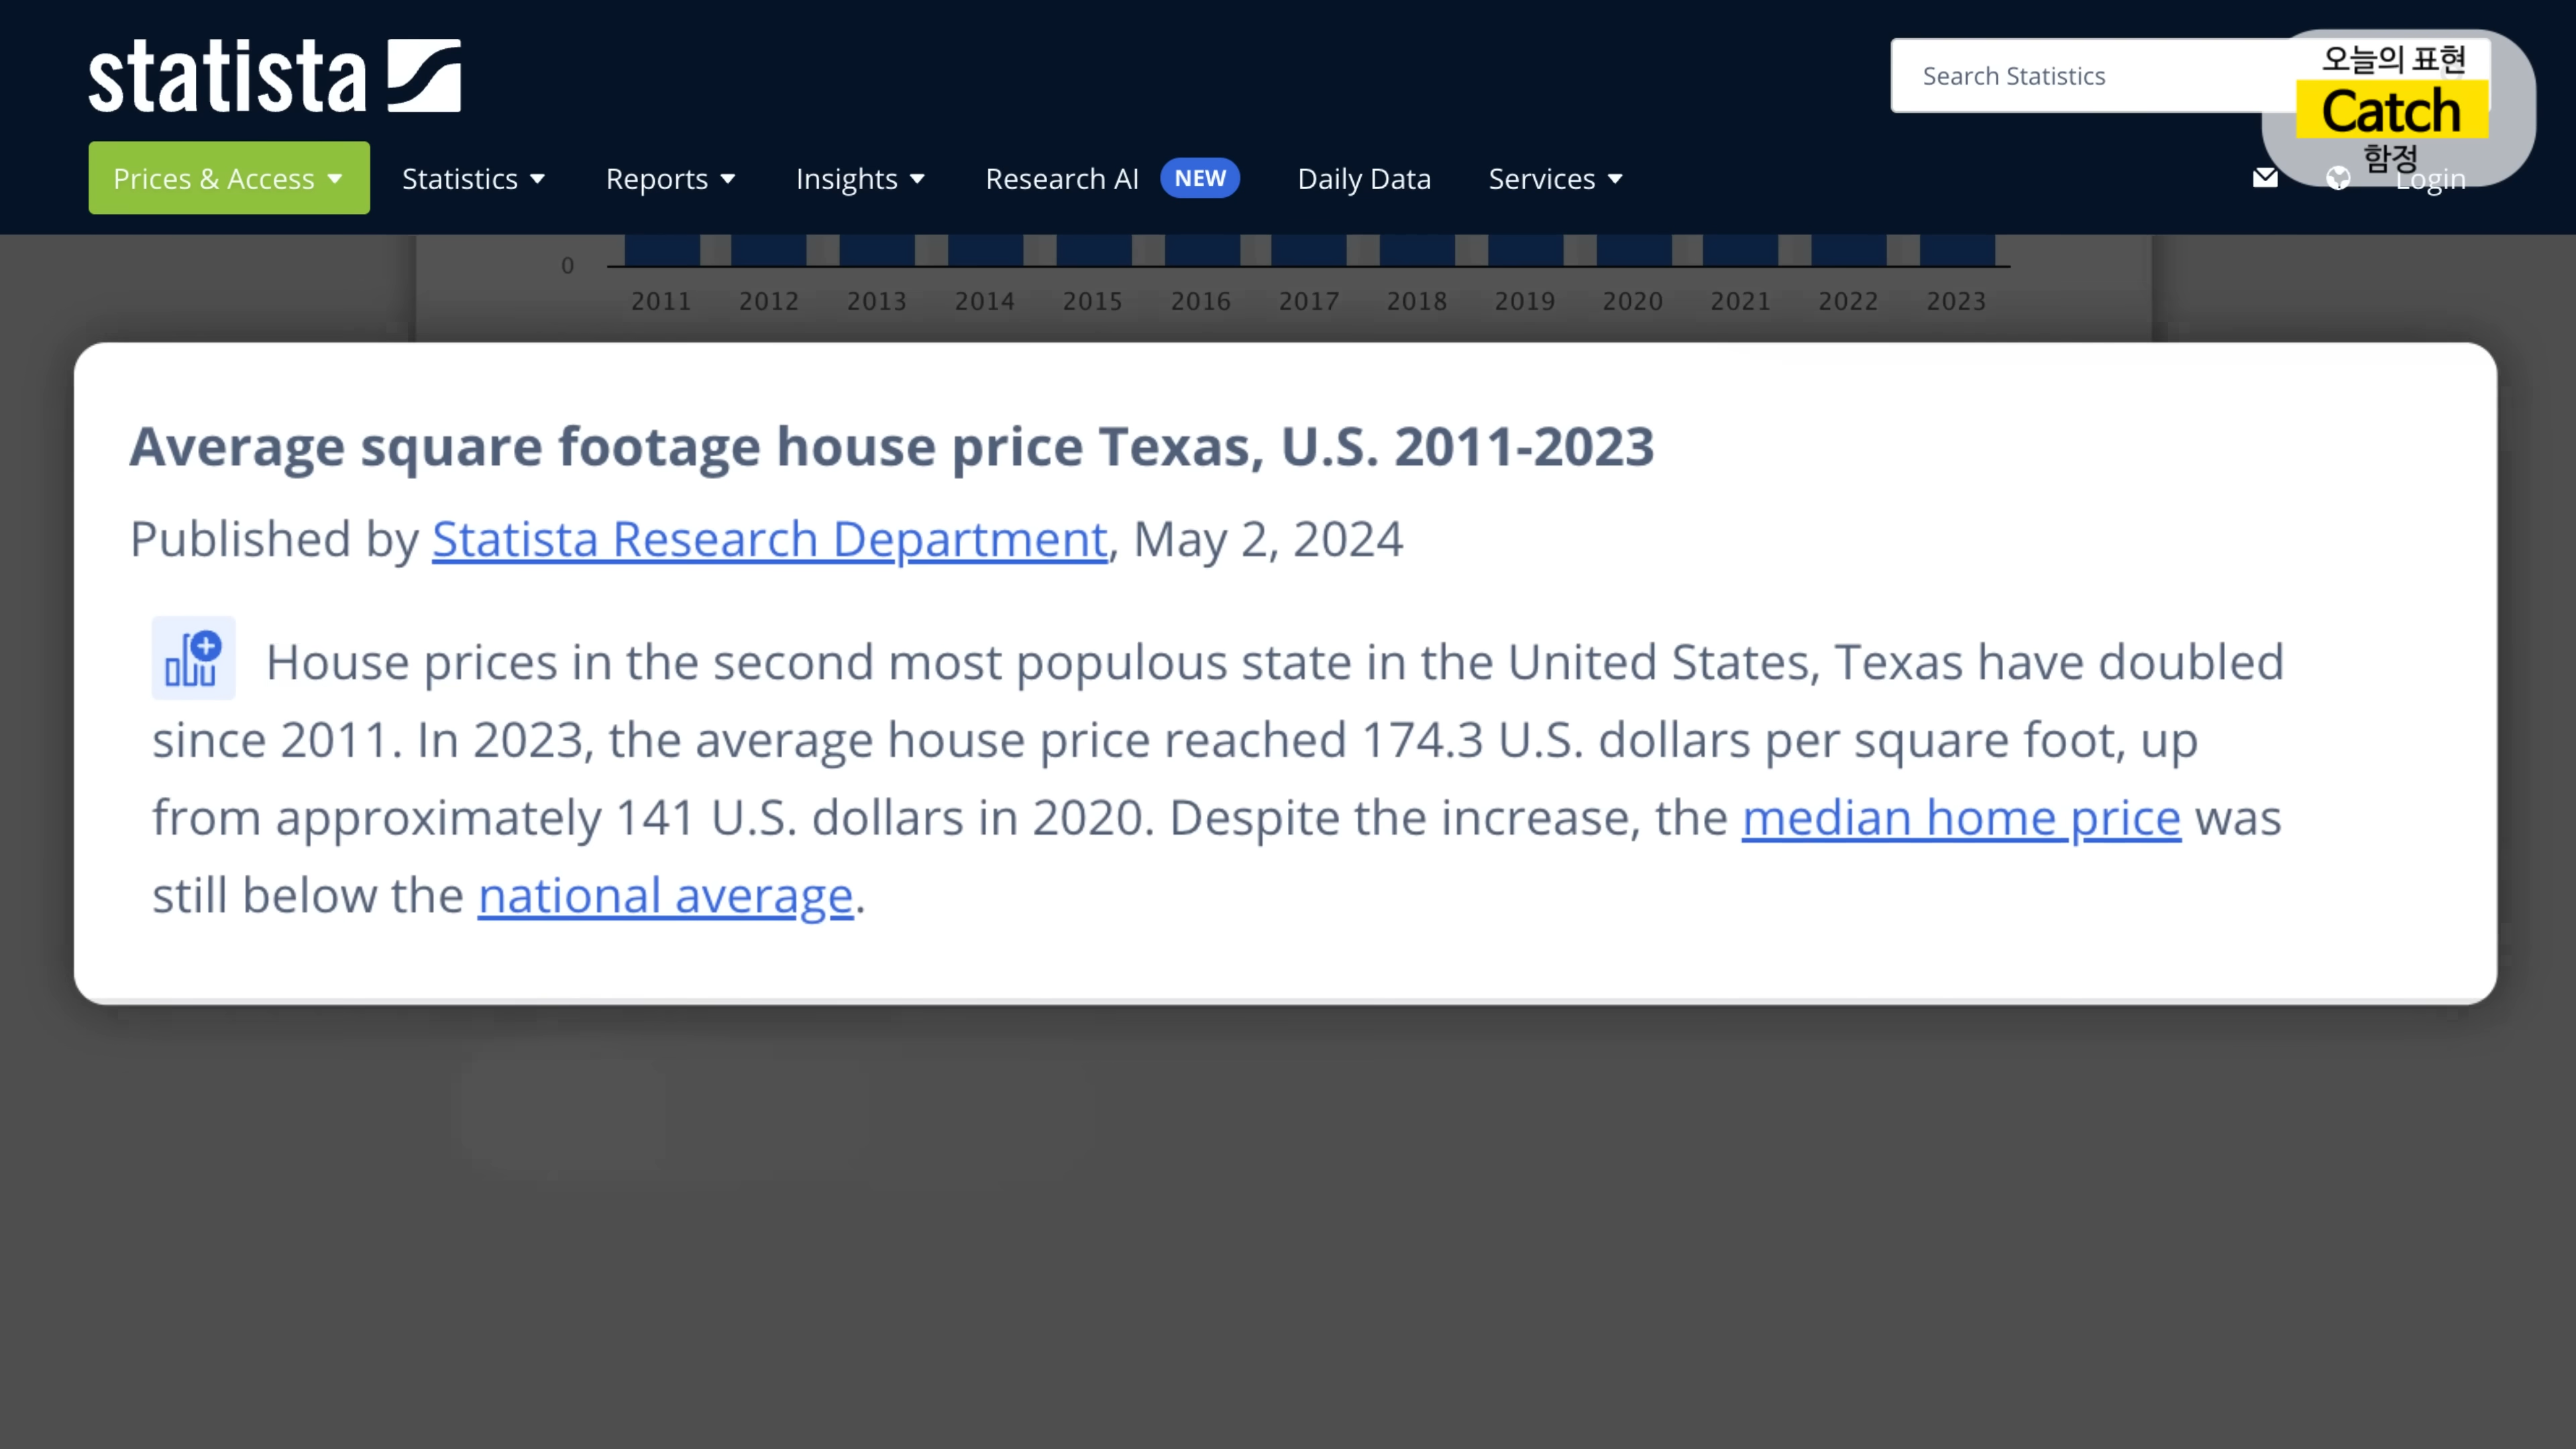 statista
Search Statistics
오늘의 표현
Catch
함정
Prices & Access Statistics Reports Insights Research AI NEW Daily Data Services Login
0
2011 2012 2013 2014 2015 2016 2017 2018 2019 2020 2021 2022 2023
Average square footage house price Texas, U.S. 2011-2023
Published by Statista Research Department, May 2, 2024
House prices in the second most populous state in the United States, Texas have doubled
since 2011. In 2023, the average house price reached 174.3 U.S. dollars per square foot, up
from approximately 141 U.S. dollars in 2020. Despite the increase, the median home price was
still below the national average.